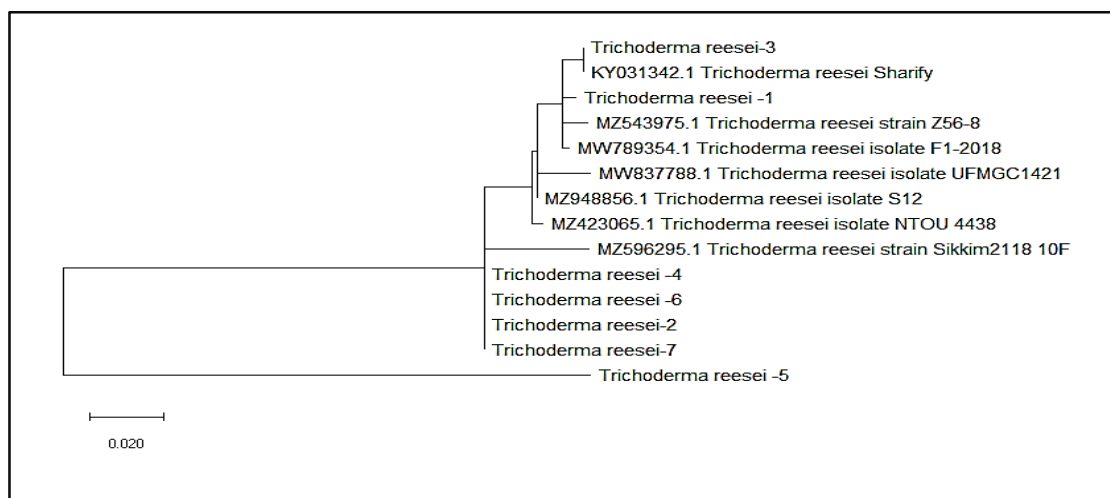 Trichoderma reesei-3
KY031342.1 Trichoderma reesei Sharify
Trichoderma reesei -1
MZ543975.1 Trichoderma reesei strain Z56-8
MW789354.1 Trichoderma reesei isolate F1-2018
MW837788.1 Trichoderma reesei isolate UFMGC1421
MZ948856.1 Trichoderma reesei isolate S12
MZ423065.1 Trichoderma reesei isolate NTOU 4438
MZ596295.1 Trichoderma reesei strain Sikkim2118 10F
Trichoderma reesei -4
Trichoderma reesei -6
Trichoderma reesei-2
Trichoderma reesei-7
Trichoderma reesei -5
0.020